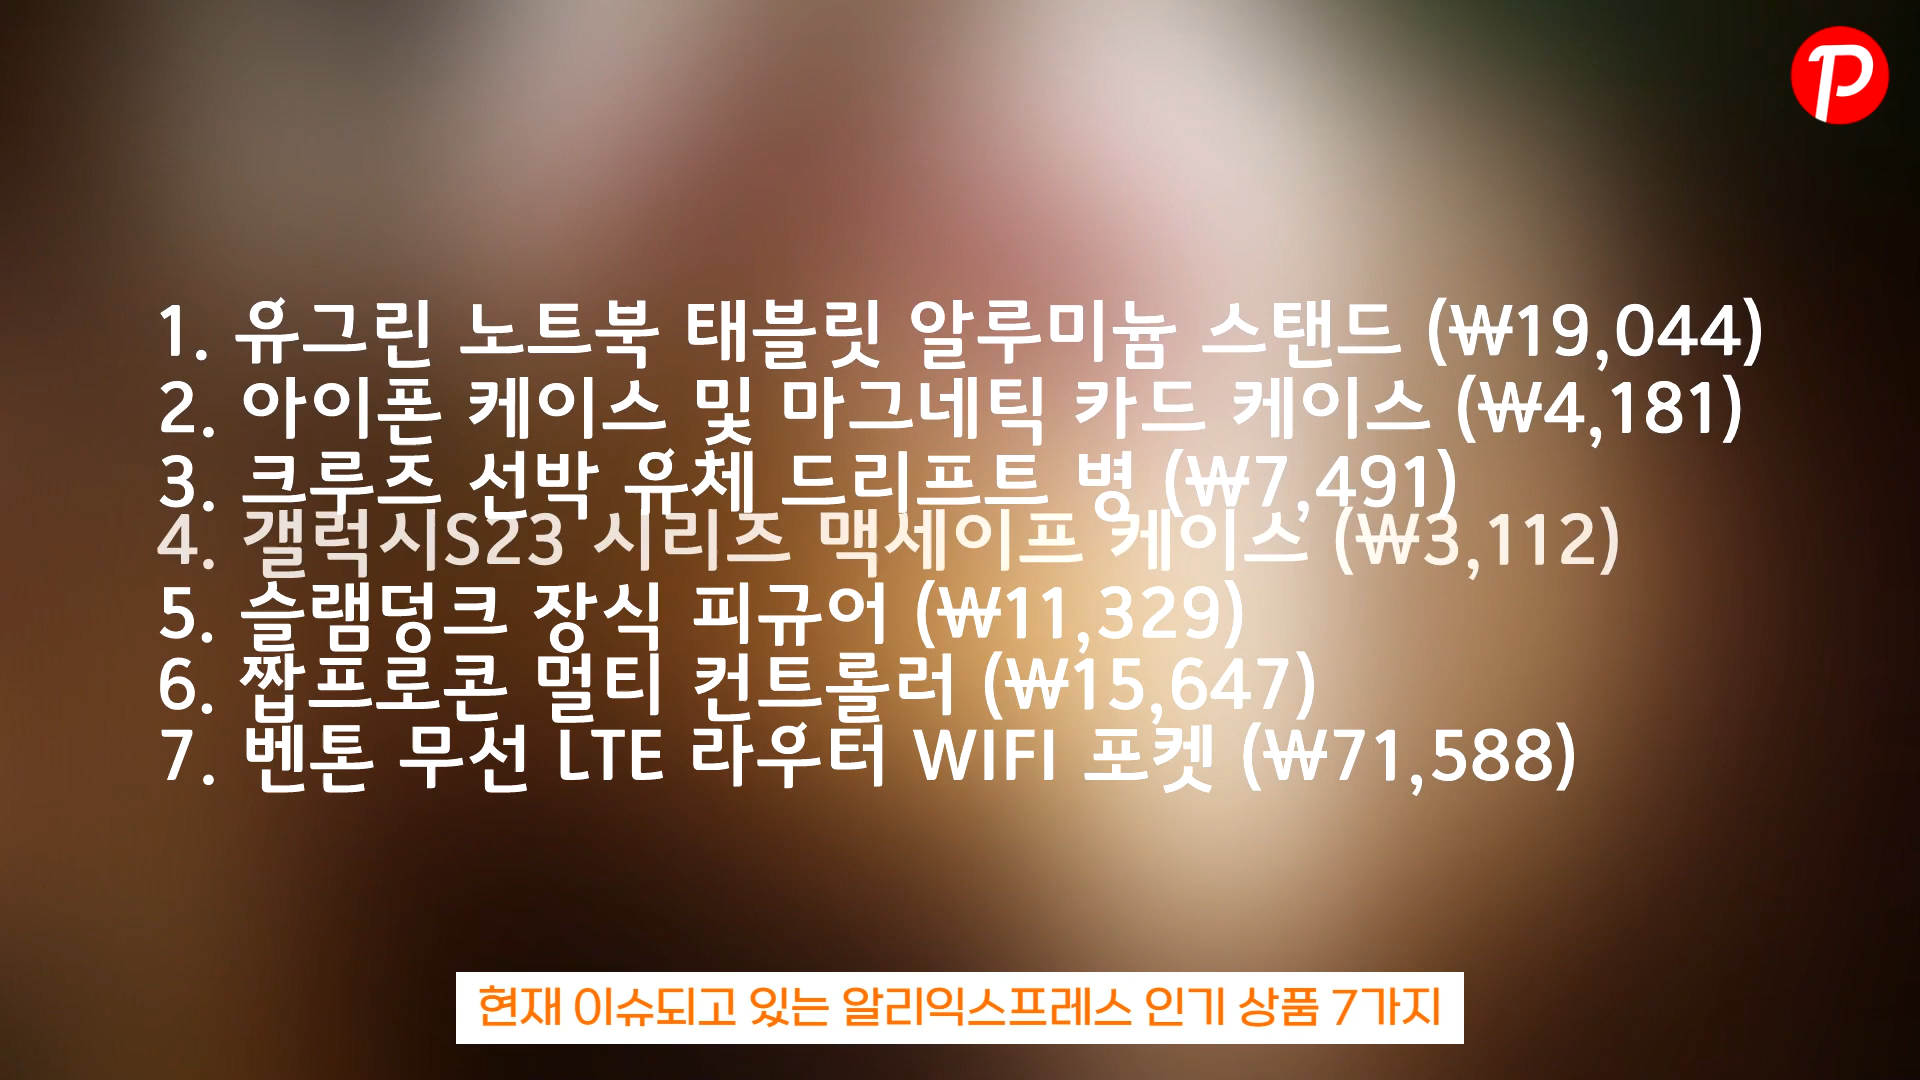 P
1. 유그린 노트북 태블릿 알루미늄 스탠드 (₩19,044)
2. 아이폰 케이스 및 마그네틱 카드 케이스 (₩4,181)
3. 크루즈 선박 유체 드리프트 병 (₩7,491)
4. 갤럭시S23 시리즈 맥세이프 케이스 (₩3,112)
5. 슬램덩크 장식 피규어 (₩11,329)
6. 짭프로콘 멀티 컨트롤러 (₩15,647)
7. 벤톤 무선 LTE 라우터 WIFI 포켓 (₩71,588)
현재 이슈되고 있는 알리익스프레스 인기 상품 7가지